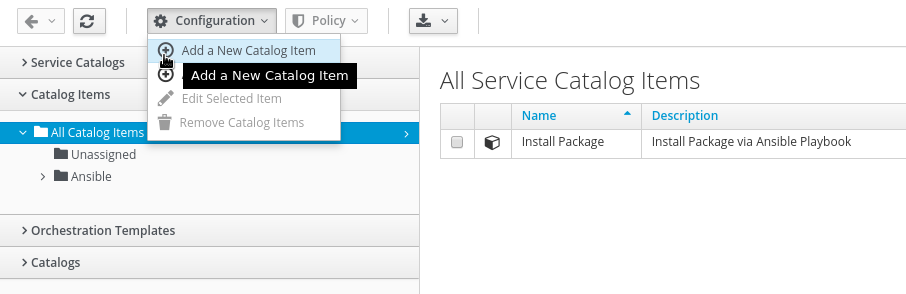 Configuration
Policy
Add a New Catalog Item
Add a New Catalog Item
Edit Selected Item
Remove Catalog Items
Service Catalogs
Catalog Items
All Catalog Items
Unassigned
Ansible
Orchestration Templates
Catalogs
All Service Catalog Items
Name Description
Install Package Install Package via Ansible Playbook